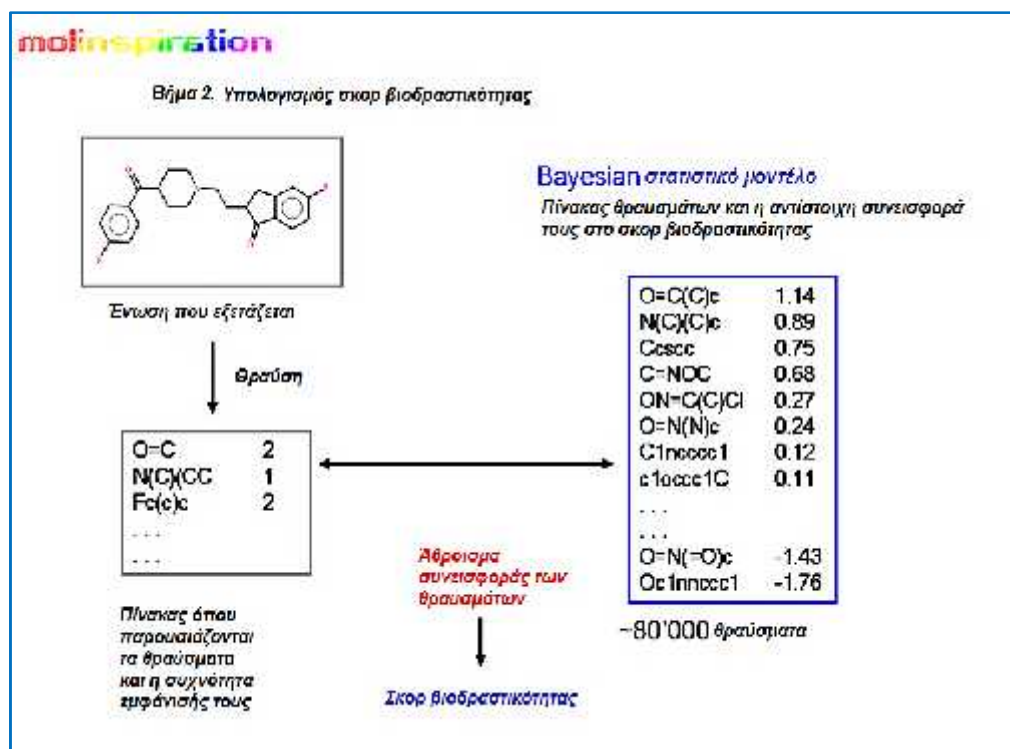 molinspiration
Βήμα 2. Υπολογισμός σκορ βιοδραστικότητας
Bayesian στατιστικό μοντέλο
Πίνακας θραυσμάτων και η αντίστοιχη συνεισφορά
τους στο σκορ βιοδραστικότητας
Ένωση που εξετάζεται
Θραύση
O=C 2
N(C)(CC 1
Fc(c)c 2
. . .
. . .
O=C(C)c 1.14
N(C)(C)c 0.89
Ccscc 0.75
C=NOC 0.68
ON=C(C)Cl 0.27
O=N(N)c 0.24
C1ncccc1 0.12
c1occc1C 0.11
. . .
. . .
O=N(=O)c -1.43
Oc1nnccc1 -1.76
~80'000 θραύσματα
Άθροισμα
συνεισφοράς των
θραυσμάτων
Σκορ βιοδραστικότητας
Πίνακας όπου
παρουσιάζονται
τα θραύσματα
και η συχνότητα
εμφάνισής τους